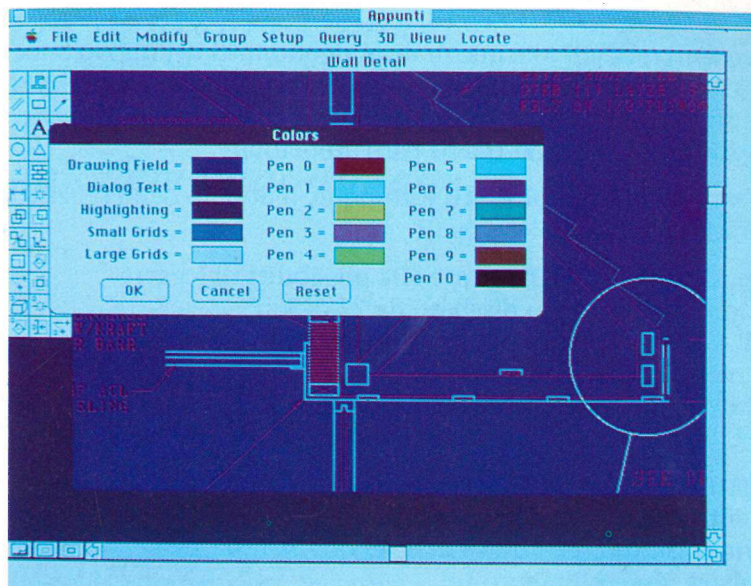 Appunti
File Edit Modify Group Setup Query 3D View Locate
Wall Detail
A
Colors
Drawing Field =
Dialog Text =
Highlighting =
Small Grids =
Large Grids =
Pen 0 =
Pen 1 =
Pen 2 =
Pen 3 =
Pen 4 =
Pen 5 =
Pen 6 =
Pen 7 =
Pen 8 =
Pen 9 =
Pen 10 =
OK Cancel Reset
/KRAFT